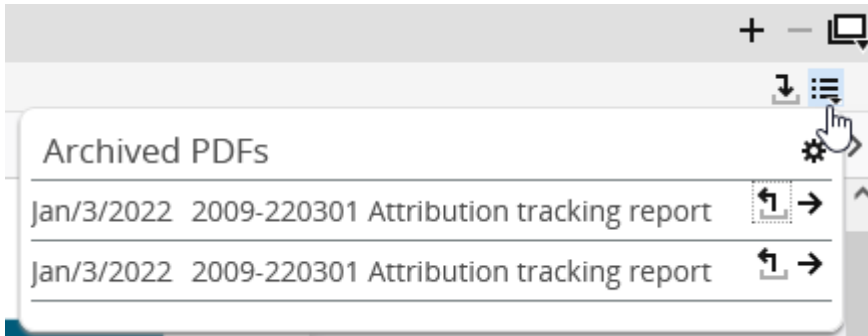 Archived PDFs
Jan/3/2022 2009-220301 Attribution tracking report
Jan/3/2022 2009-220301 Attribution tracking report